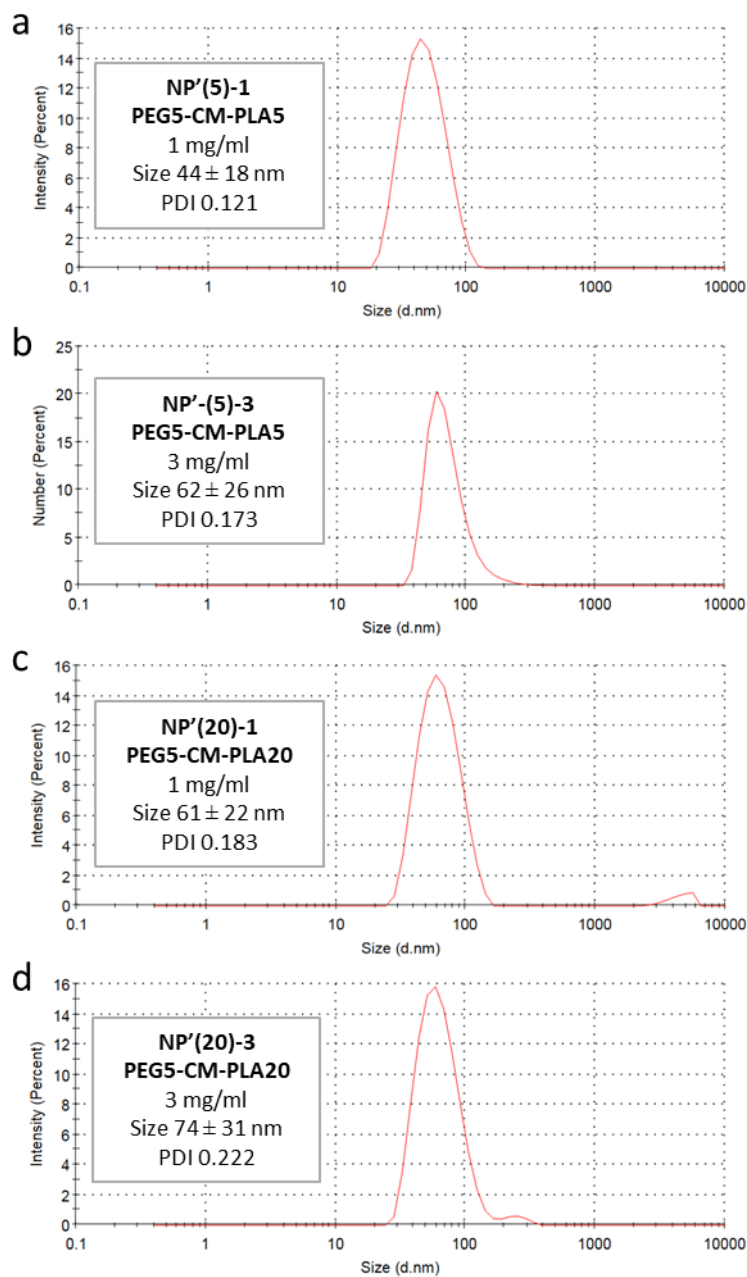 a
16
14
12
10
8
6
4
2
0
Intensity (Percent)
NP’(5)-1
PEG5-CM-PLA5
1 mg/ml
Size 44 ± 18 nm
PDI 0.121
0.1 1 10 100 1000 10000
Size (d.nm)
b
25
20
15
10
5
0
Number (Percent)
NP’-(5)-3
PEG5-CM-PLA5
3 mg/ml
Size 62 ± 26 nm
PDI 0.173
0.1 1 10 100 1000 10000
Size (d.nm)
c
16
14
12
10
8
6
4
2
0
Intensity (Percent)
NP’(20)-1
PEG5-CM-PLA20
1 mg/ml
Size 61 ± 22 nm
PDI 0.183
0.1 1 10 100 1000 10000
Size (d.nm)
d
16
14
12
10
8
6
4
2
0
Intensity (Percent)
NP’(20)-3
PEG5-CM-PLA20
3 mg/ml
Size 74 ± 31 nm
PDI 0.222
0.1 1 10 100 1000 10000
Size (d.nm)